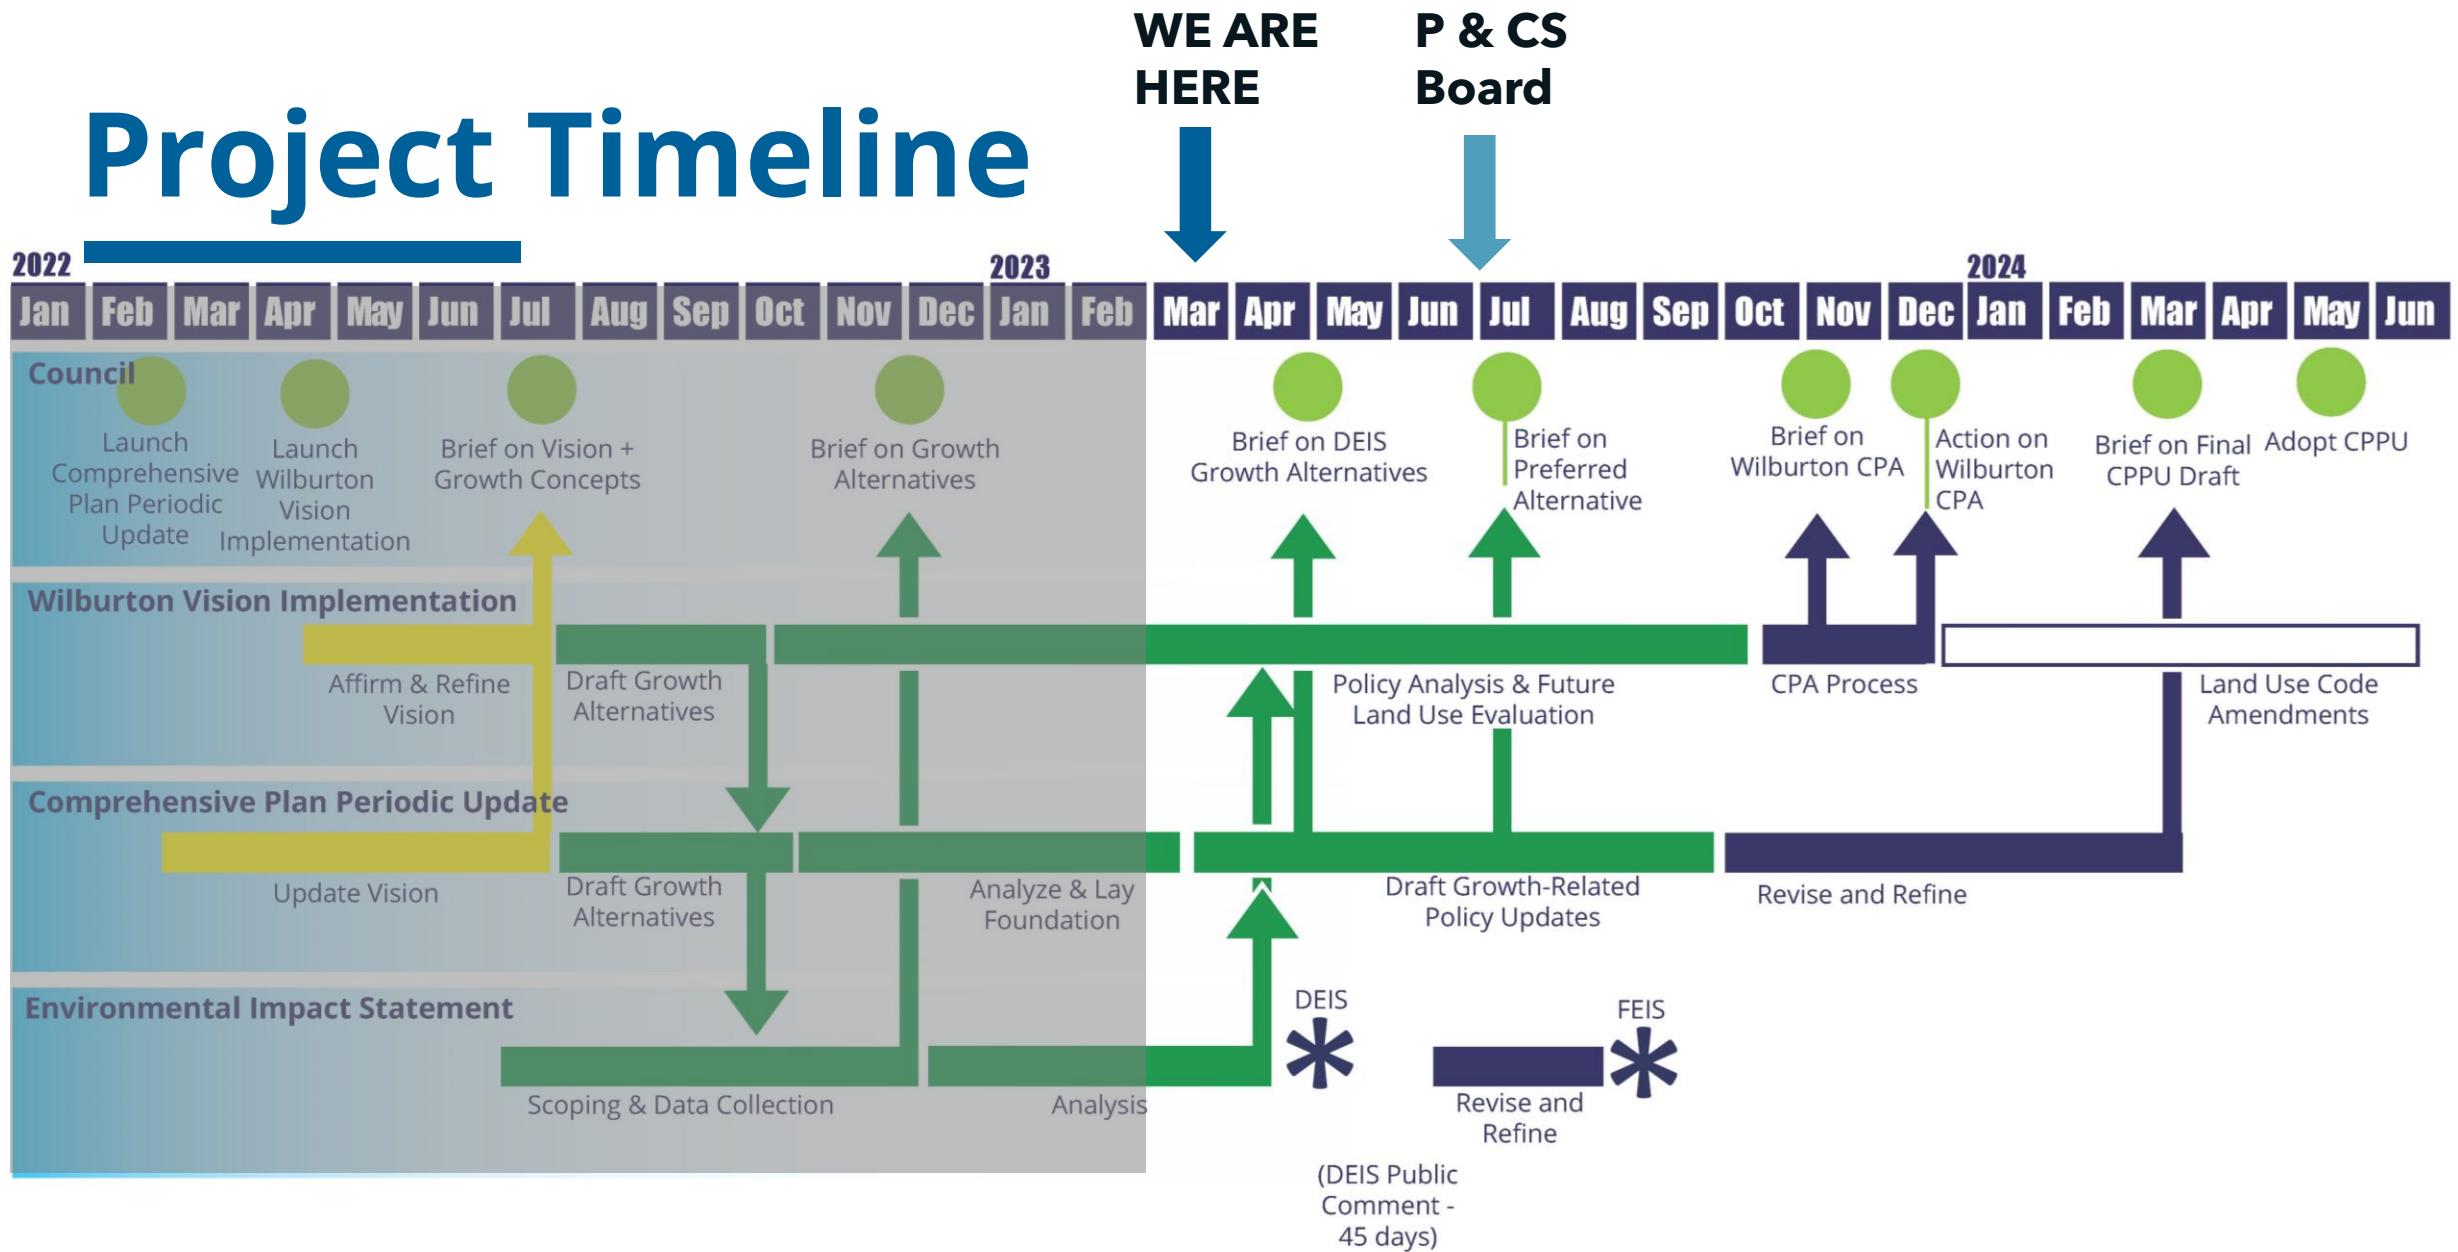 WE ARE
HERE
P & CS
Board
Project Timeline
2022
2023
2024
Jan Feb Mar Apr May Jun Jul Aug Sep Oct Nov Dec Jan Feb Mar Apr May Jun Jul Aug Sep Oct Nov Dec Jan Feb Mar Apr May Jun
Council
Launch
Comprehensive
Plan Periodic
Update
Launch
Wilburton
Vision
Implementation
Brief on Vision +
Growth Concepts
Brief on Growth
Alternatives
Brief on DEIS
Growth Alternatives
Brief on
Preferred
Alternative
Brief on
Wilburton CPA
Action on
Wilburton
CPA
Brief on Final
CPPU Draft
Adopt CPPU
Wilburton Vision Implementation
Affirm & Refine
Vision
Draft Growth
Alternatives
Policy Analysis & Future
Land Use Evaluation
CPA Process
Land Use Code
Amendments
Comprehensive Plan Periodic Update
Update Vision
Draft Growth
Alternatives
Analyze & Lay
Foundation
Draft Growth-Related
Policy Updates
Revise and Refine
Environmental Impact Statement
Scoping & Data Collection
Analysis
DEIS
FEIS
Revise and
Refine
(DEIS Public
Comment -
45 days)